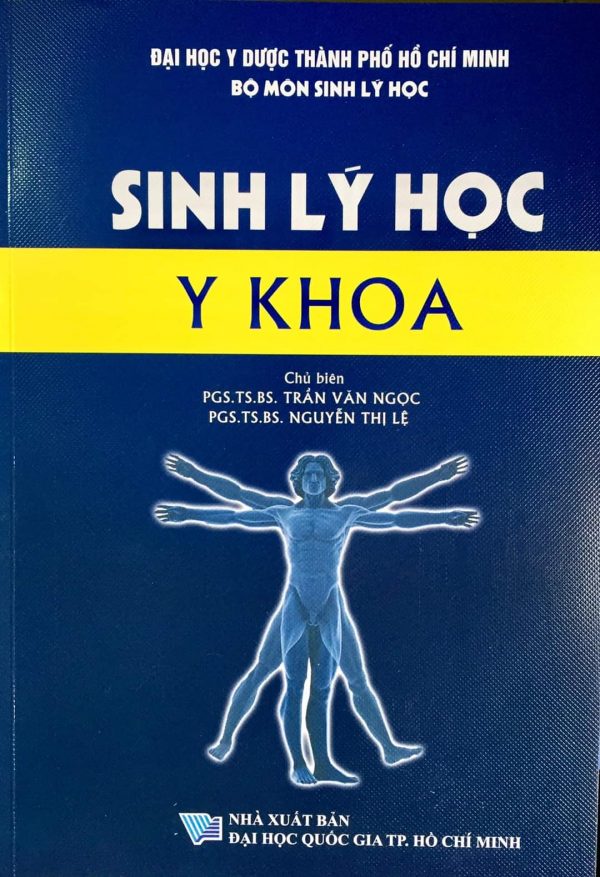 ĐẠI HỌC Y DƯỢC THÀNH PHỐ HỒ CHÍ MINH
BỘ MÔN SINH LÝ HỌC
SINH LÝ HỌC
Y KHOA
Chủ biên
PGS.TS.BS. TRẦN VĂN NGỌC
PGS.TS.BS. NGUYỄN THỊ LỆ
NHÀ XUẤT BẢN
ĐẠI HỌC QUỐC GIA TP. HỒ CHÍ MINH